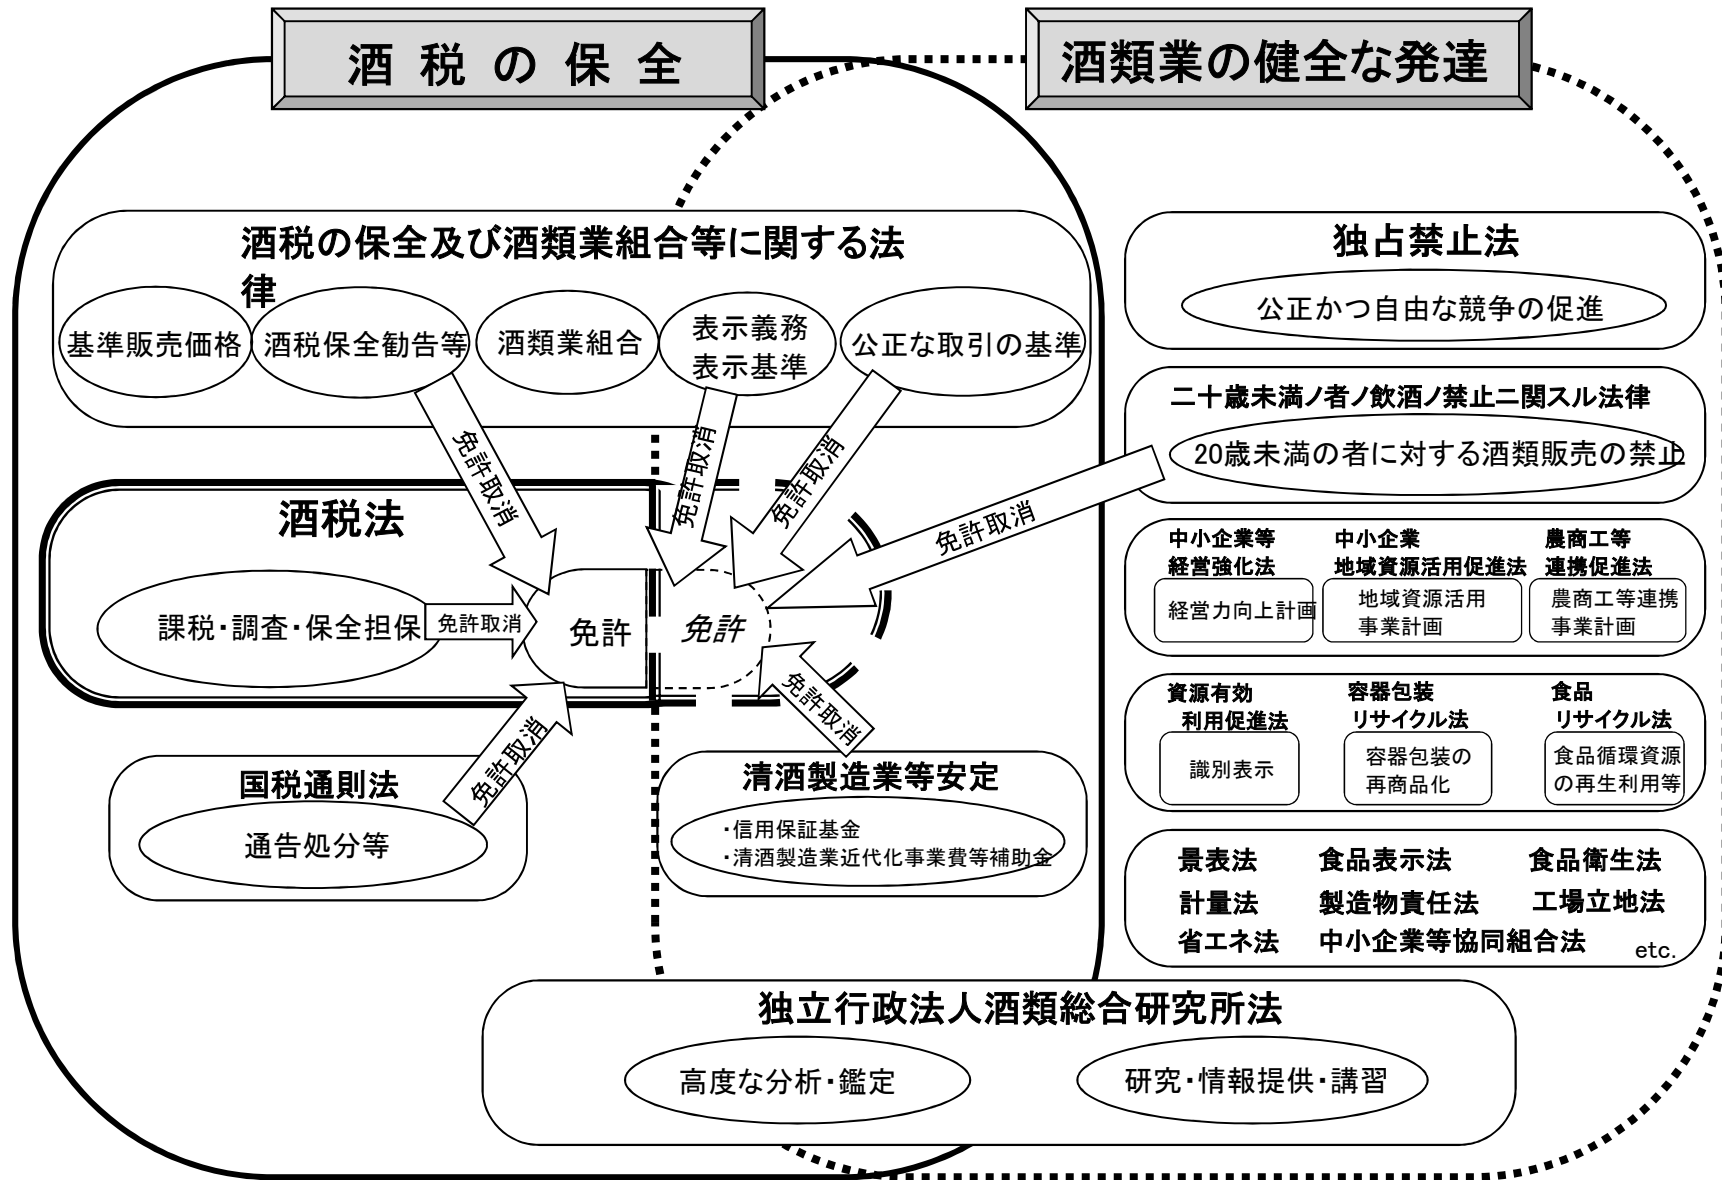 酒税の保全
酒類業の健全な発達
酒税の保全及び酒類業組合等に関する法
律
基準販売価格
酒税保全勧告等
酒類業組合
表示義務
表示基準
公正な取引の基準
免許取消
免許取消
免許取消
独占禁止法
公正かつ自由な競争の促進
二十歳未満ノ者ノ飲酒ノ禁止ニ関スル法律
20歳未満の者に対する酒類販売の禁止
免許取消
酒税法
課税・調査・保全担保
免許取消
免許
免許
中小企業等
経営強化法
経営力向上計画
中小企業
地域資源活用促進法
地域資源活用
事業計画
農商工等
連携促進法
農商工等連携
事業計画
国税通則法
通告処分等
免許取消
清酒製造業等安定
・信用保証基金
・清酒製造業近代化事業費等補助金
免許取消
資源有効
利用促進法
識別表示
容器包装
リサイクル法
容器包装の
再商品化
食品
リサイクル法
食品循環資源
の再生利用等
景表法 食品表示法 食品衛生法
計量法 製造物責任法 工場立地法
省エネ法 中小企業等協同組合法 etc.
独立行政法人酒類総合研究所法
高度な分析・鑑定
研究・情報提供・講習